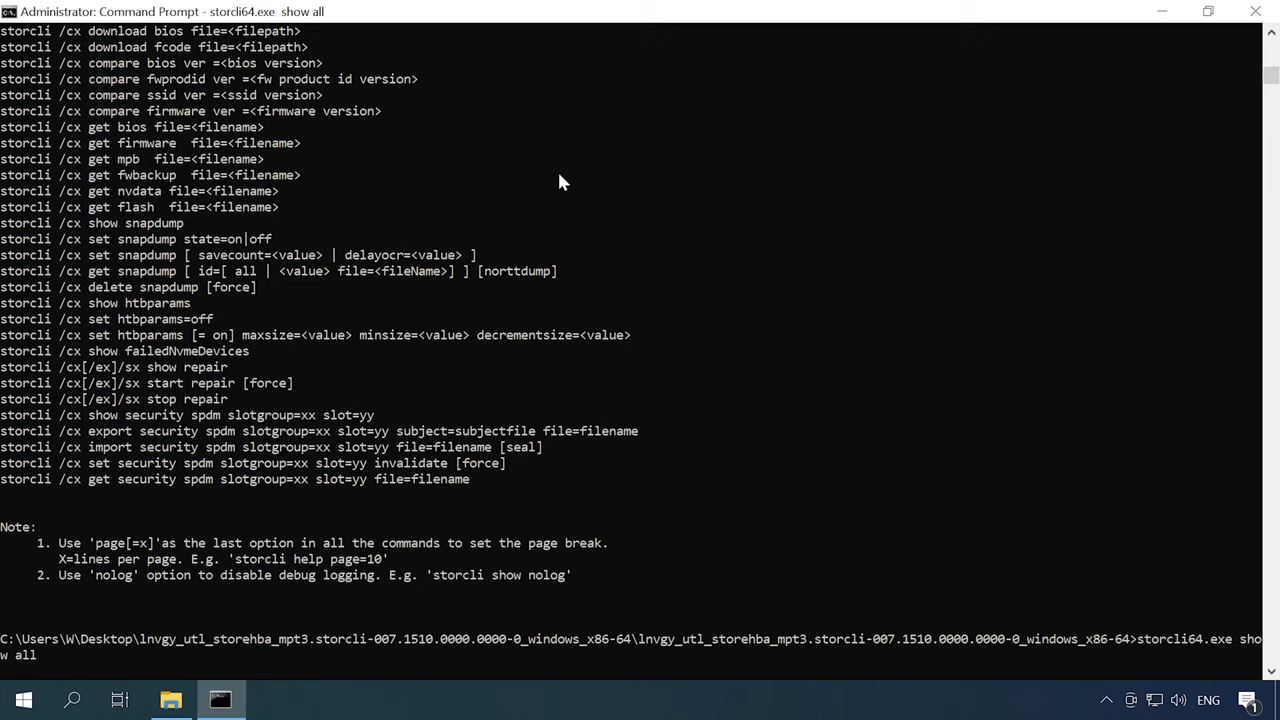 Administrator: Command Prompt - storcli64.exe  show all
storcli /cx download bios file=<filepath>
storcli /cx download fcode file=<filepath>
storcli /cx compare bios ver =<bios version>
storcli /cx compare fwprodid ver =<fw product id version>
storcli /cx compare ssid ver =<ssid version>
storcli /cx compare firmware ver =<firmware version>
storcli /cx get bios file=<filename>
storcli /cx get firmware  file=<filename>
storcli /cx get mpb  file=<filename>
storcli /cx get fwbackup  file=<filename>
storcli /cx get nvdata file=<filename>
storcli /cx get flash  file=<filename>
storcli /cx show snapdump
storcli /cx set snapdump state=on|off
storcli /cx set snapdump [ savecount=<value> | delayocr=<value> ]
storcli /cx get snapdump [ id=[ all | <value> file=<fileName>] ] [norttdump]
storcli /cx delete snapdump [force]
storcli /cx show htbparams
storcli /cx set htbparams=off
storcli /cx set htbparams [= on] maxsize=<value> minsize=<value> decrementsize=<value>
storcli /cx show failedNvmeDevices
storcli /cx[/ex]/sx show repair
storcli /cx[/ex]/sx start repair [force]
storcli /cx[/ex]/sx stop repair
storcli /cx show security spdm slotgroup=xx slot=yy
storcli /cx export security spdm slotgroup=xx slot=yy subject=subjectfile file=filename
storcli /cx import security spdm slotgroup=xx slot=yy file=filename [seal]
storcli /cx set security spdm slotgroup=xx slot=yy invalidate [force]
storcli /cx get security spdm slotgroup=xx slot=yy file=filename
Note:
1. Use 'page[=x]'as the last option in all the commands to set the page break.
X=lines per page. E.g. 'storcli help page=10'
2. Use 'nolog' option to disable debug logging. E.g. 'storcli show nolog'
C:\Users\W\Desktop\lnvgy_utl_storehba_mpt3.storcli-007.1510.0000.0000-0_windows_x86-64\lnvgy_utl_storehba_mpt3.storcli-007.1510.0000.0000-0_windows_x86-64>storcli64.exe sho
w all
ENG
1